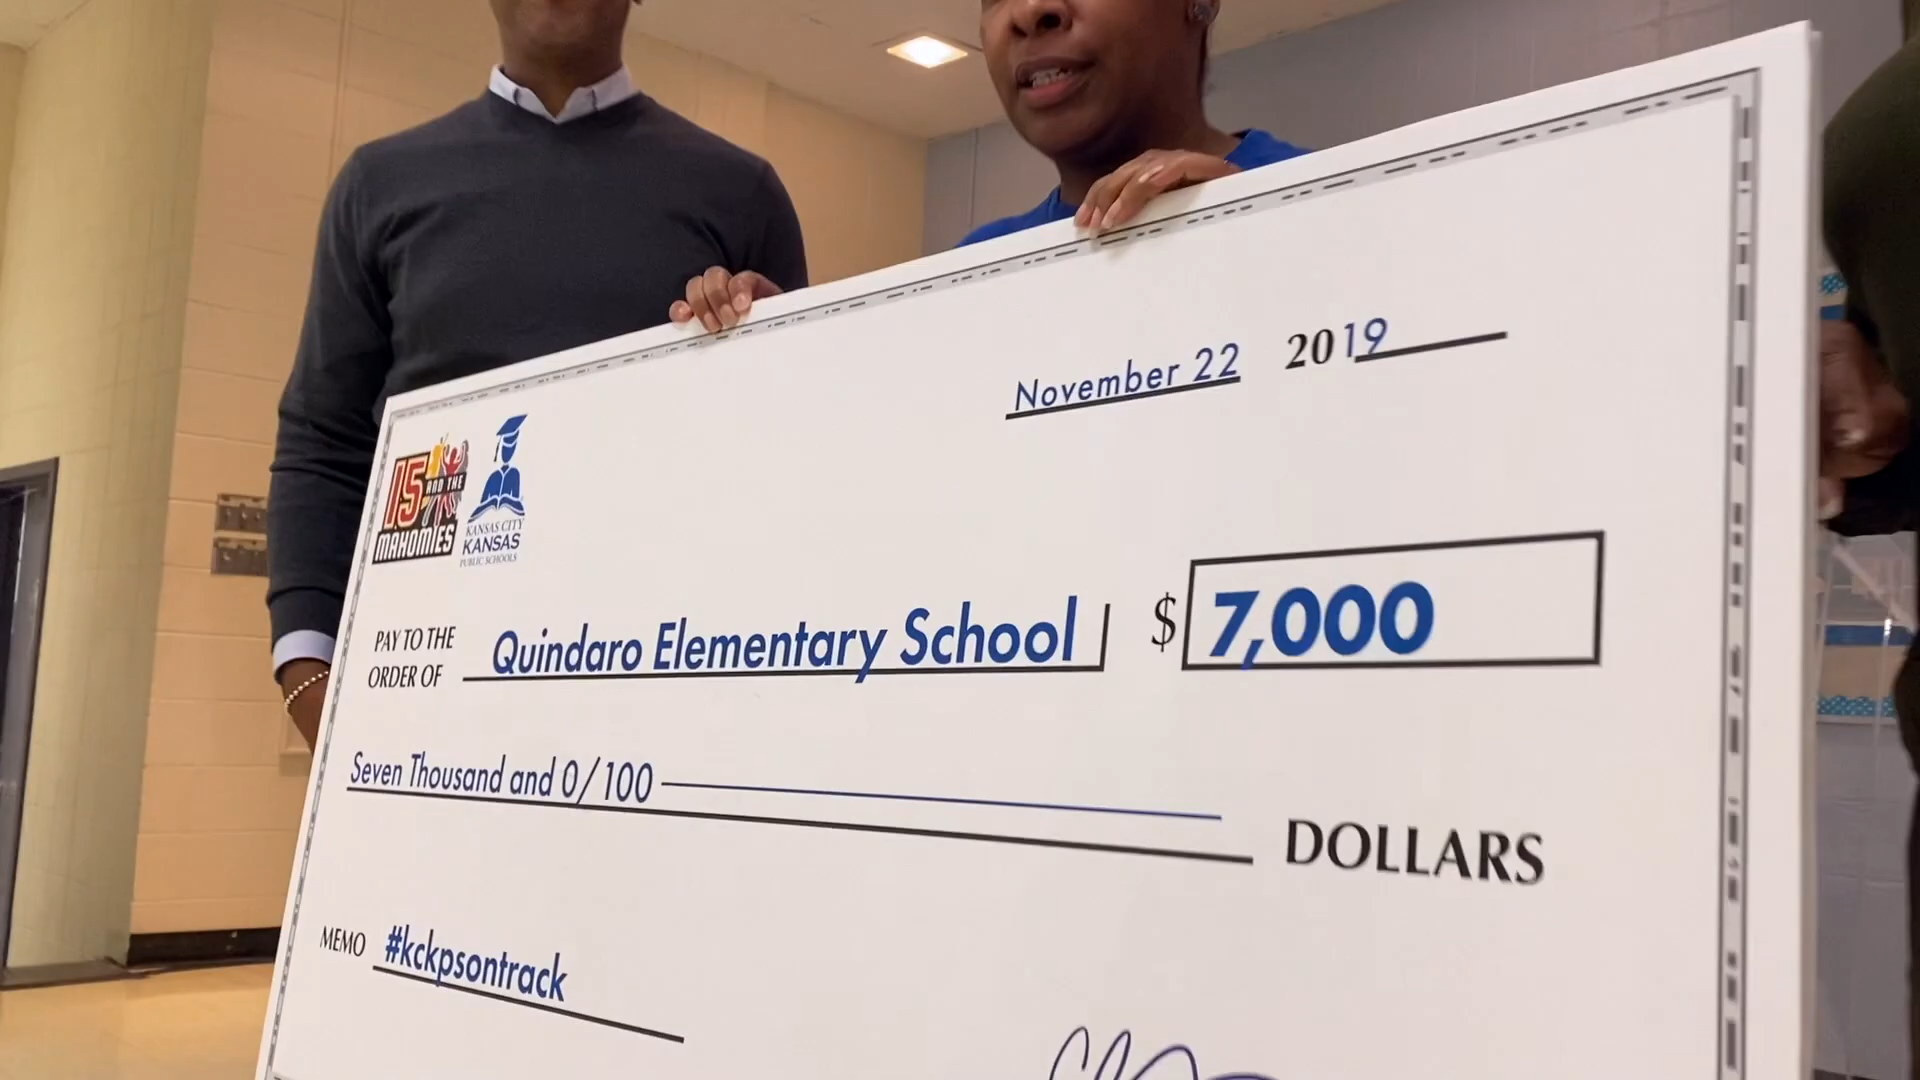 November 22 2019
15 AND THE
MAHOMIES
KANSAS CITY
KANSAS
PUBLIC SCHOOLS
PAY TO THE
ORDER OF
Quindaro Elementary School
$ 7,000
Seven Thousand and 0/100
DOLLARS
MEMO #kckpsontrack